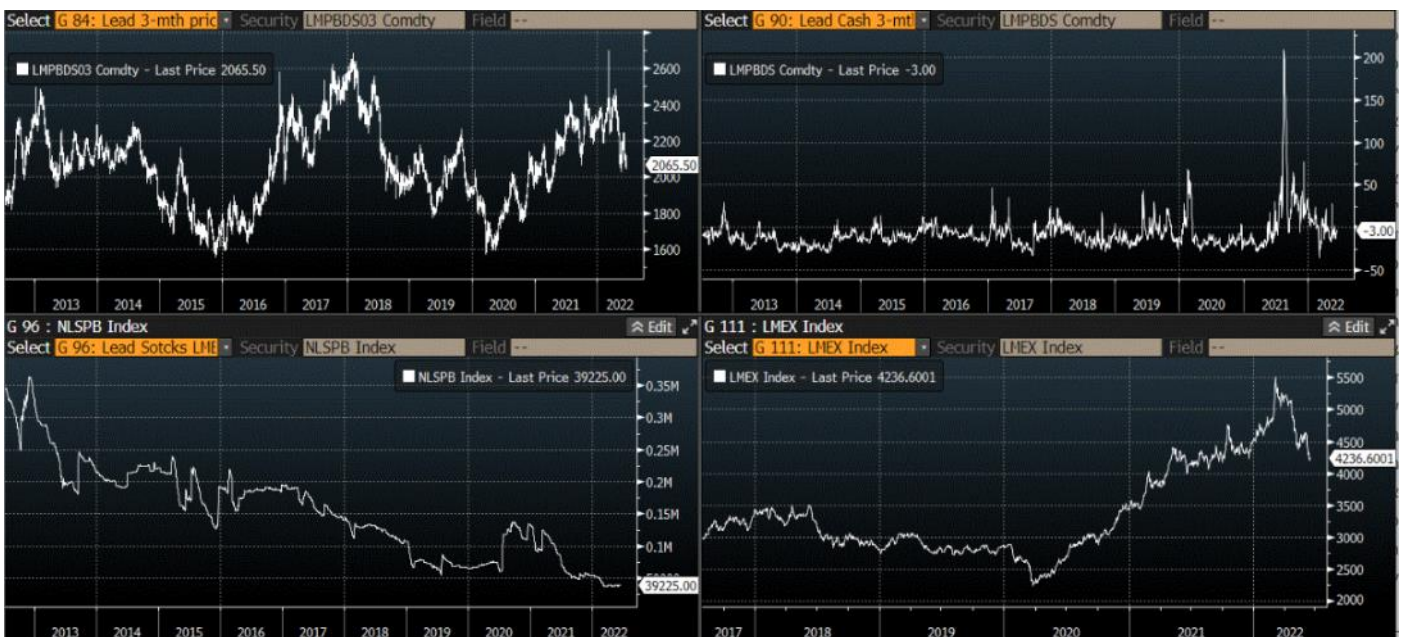 Select G 84: Lead 3-mth pric Security LMPBDS03 Comdty Field --
LMPBDS03 Comdty - Last Price 2065.50
2600
2400
2200
2065.50
2000
1800
1600
2013 2014 2015 2016 2017 2018 2019 2020 2021 2022
Select G 90: Lead Cash 3-mt Security LMPBDS Comdty Field --
LMPBDS Comdty - Last Price -3.00
200
150
100
50
-3.00
-50
2013 2014 2015 2016 2017 2018 2019 2020 2021 2022
G 96 : NLSPB Index Edit
Select G 96: Lead Sotcks LME Security NLSPB Index Field --
NLSPB Index - Last Price 39225.00
0.35M
0.3M
0.25M
0.2M
0.15M
0.1M
39225.00
2013 2014 2015 2016 2017 2018 2019 2020 2021 2022
G 111 : LMEX Index Edit
Select G 111: LMEX Index Security LMEX Index Field --
LMEX Index - Last Price 4236.6001
5500
5000
4500
4236.6001
4000
3500
3000
2500
2000
2017 2018 2019 2020 2021 2022